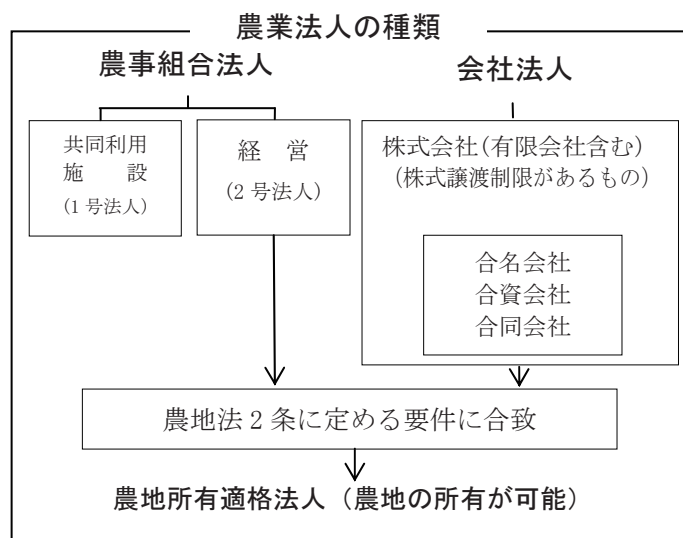 農業法人の種類
農事組合法人
会社法人
共同利用
施　設
(1号法人)
経　営
(2号法人)
株式会社(有限会社含む)
(株式譲渡制限があるもの)
合名会社
合資会社
合同会社
農地法2条に定める要件に合致
農地所有適格法人（農地の所有が可能）